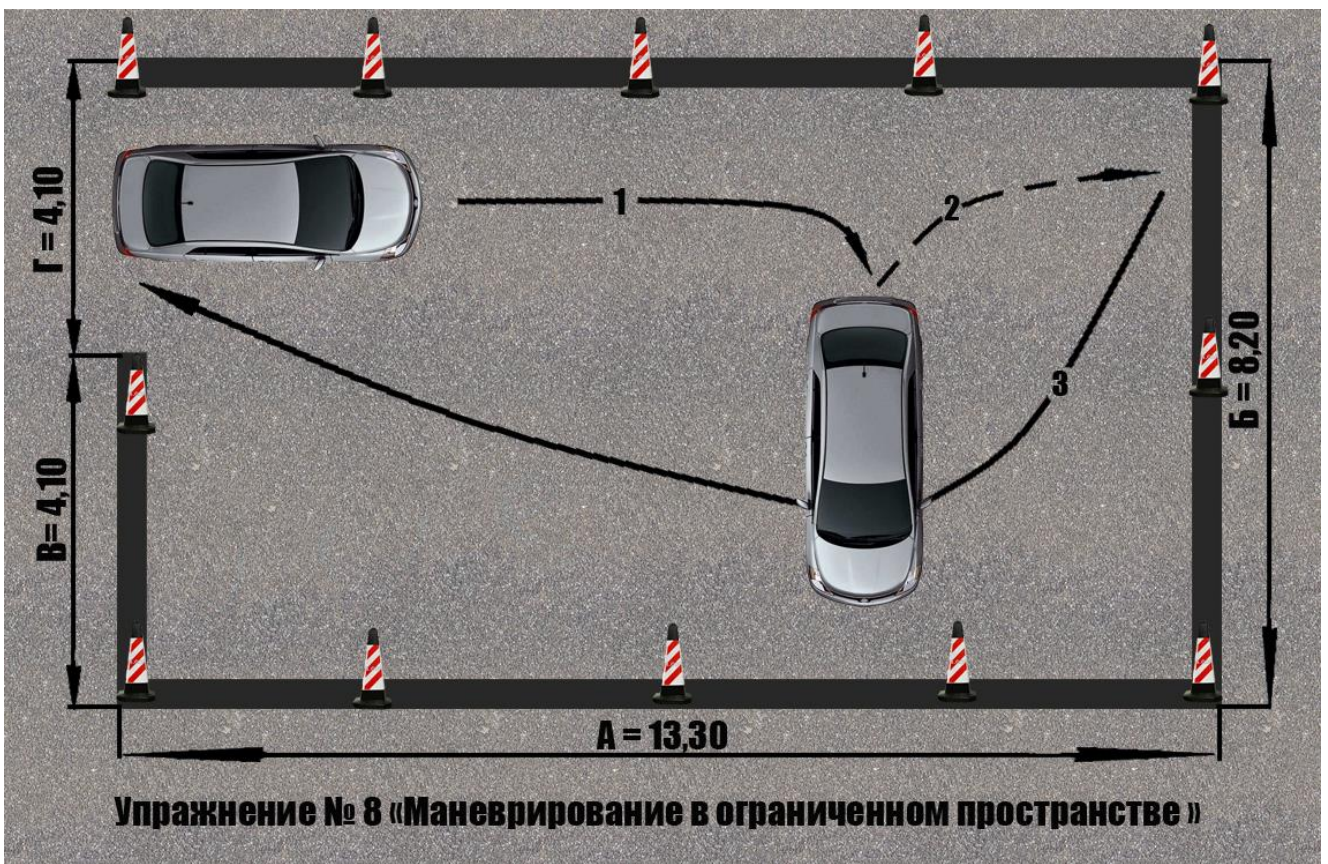 Г = 4,10
В= 4,10
1
2
3
Б = 8,20
А = 13,30
Упражнение № 8 «Маневрирование в ограниченном пространстве »